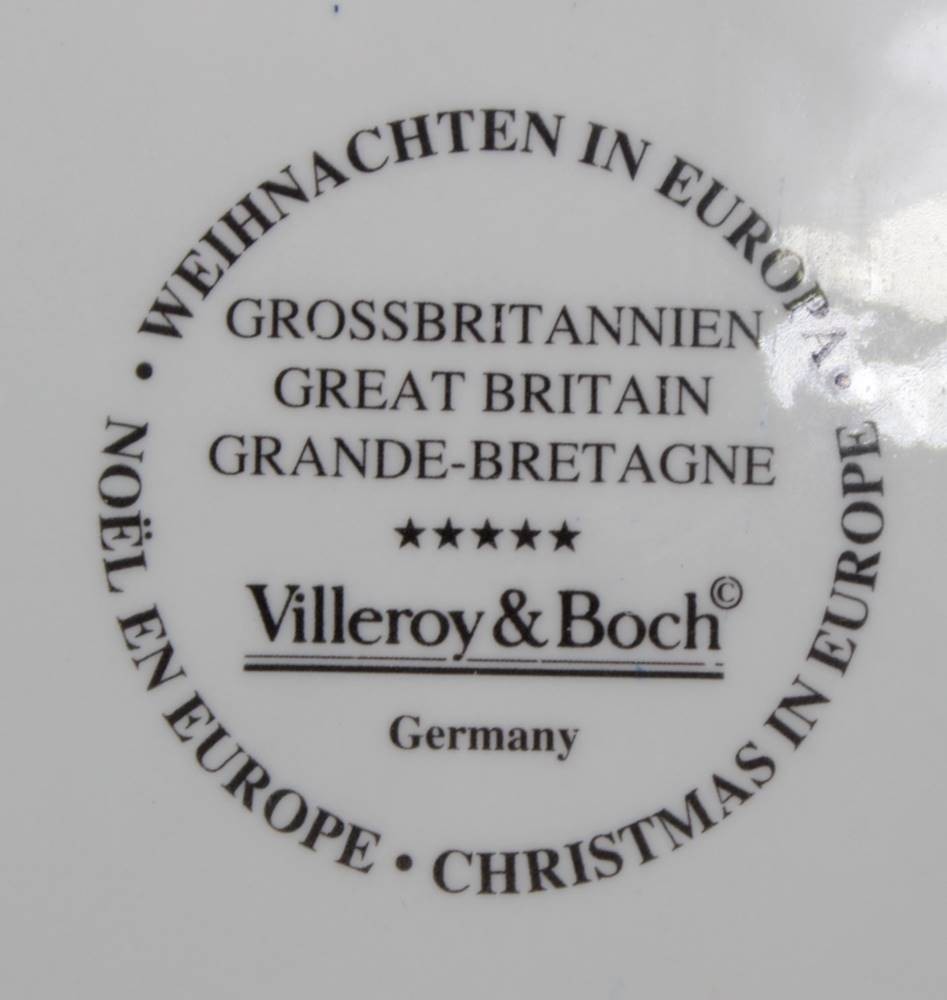 • WEIHNACHTEN IN EUROPA •
GROSSBRITANNIEN
GREAT BRITAIN
GRANDE-BRETAGNE
★★★★★
Villeroy & Boch©
Germany
NOËL EN EUROPE • CHRISTMAS IN EUROPE